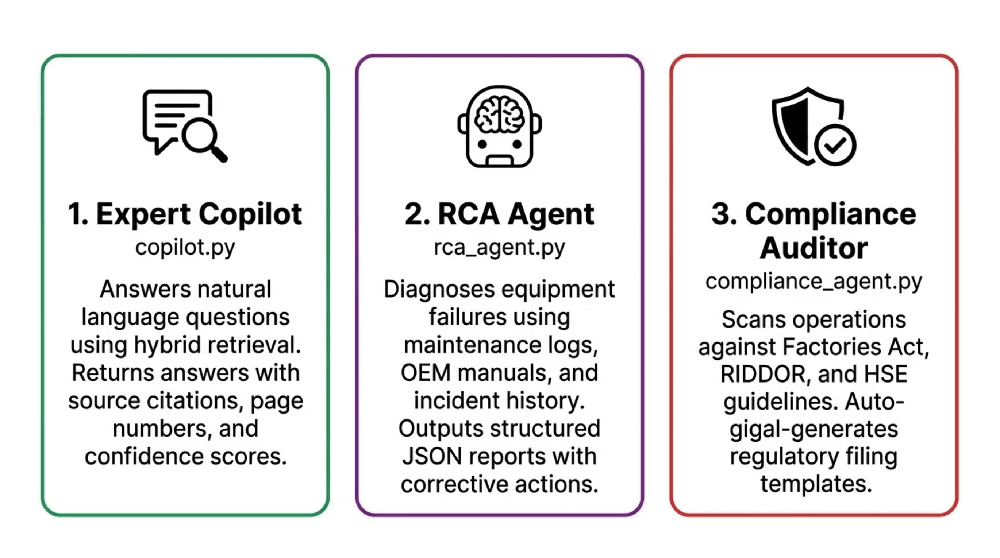 1. Expert Copilot
copilot.py
Answers natural
language questions
using hybrid retrieval.
Returns answers with
source citations, page
numbers, and
confidence scores.
2. RCA Agent
rca_agent.py
Diagnoses equipment
failures using
maintenance logs,
OEM manuals, and
incident history.
Outputs structured
JSON reports with
corrective actions.
3. Compliance
Auditor
compliance_agent.py
Scans operations
against Factories Act,
RIDDOR, and HSE
guidelines. Auto-
gigal-generates
regulatory filing
templates.